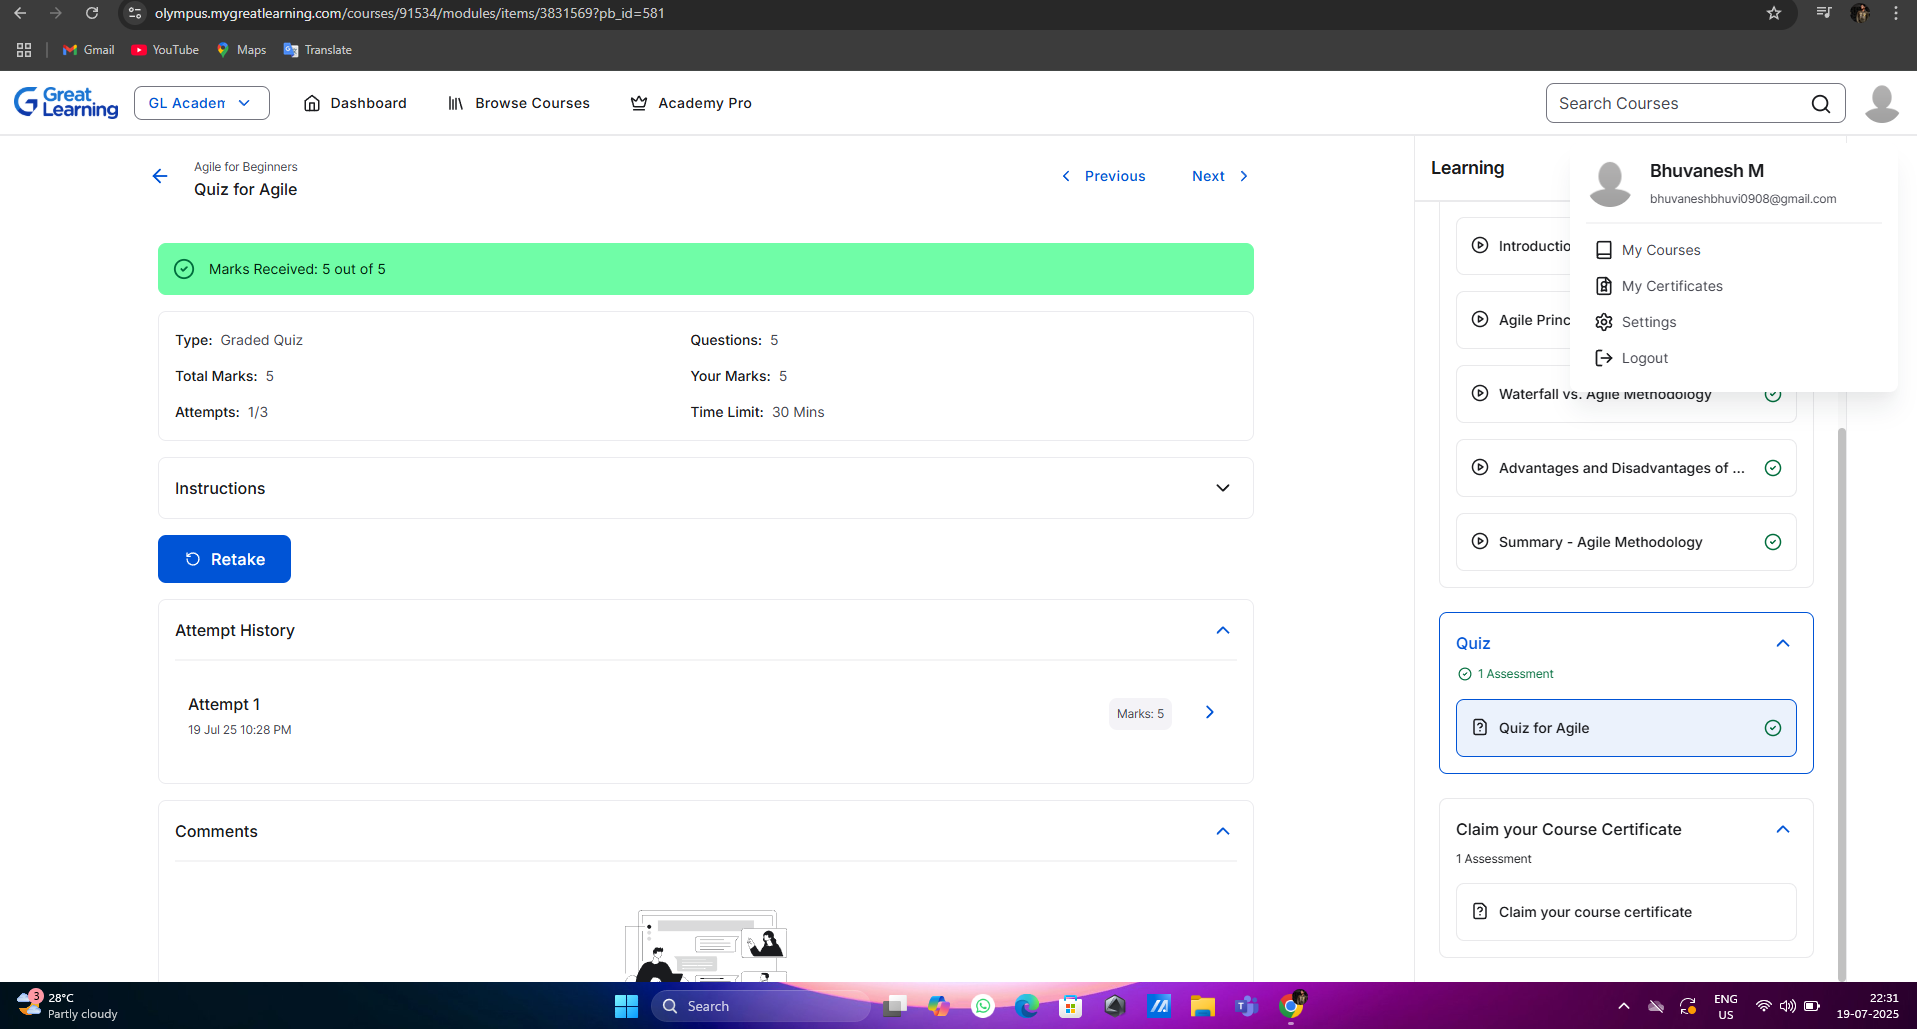 olympus.mygreatlearning.com/courses/91534/modules/items/3831569?pb_id=581
Gmail
YouTube
Maps
Translate
Great
Learning
GL Academ
Dashboard
Browse Courses
Academy Pro
Search Courses
Agile for Beginners
Quiz for Agile
Previous
Next
Marks Received: 5 out of 5
Type: Graded Quiz
Questions: 5
Total Marks: 5
Your Marks: 5
Attempts: 1/3
Time Limit: 30 Mins
Instructions
Retake
Attempt History
Attempt 1
19 Jul 25 10:28 PM
Marks: 5
Comments
Learning
Bhuvanesh M
bhuvaneshbhuvi0908@gmail.com
My Courses
My Certificates
Settings
Logout
Introductio
Agile Princ
Waterfall vs. Agile Methodology
Advantages and Disadvantages of ...
Summary - Agile Methodology
Quiz
1 Assessment
Quiz for Agile
Claim your Course Certificate
1 Assessment
Claim your course certificate
3
28°C
Partly cloudy
Search
ENG
US
22:31
19-07-2025